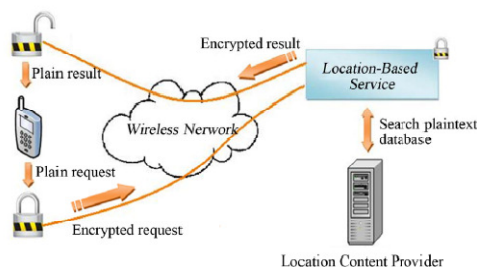 Encrypted result
Plain result
Location-Based
Service
Wireless Nerwork
Search plaintext
database
Plain request
Encrypted request
Location Content Provider